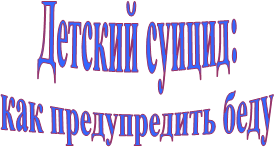 Детский суицид:
как предупредить беду